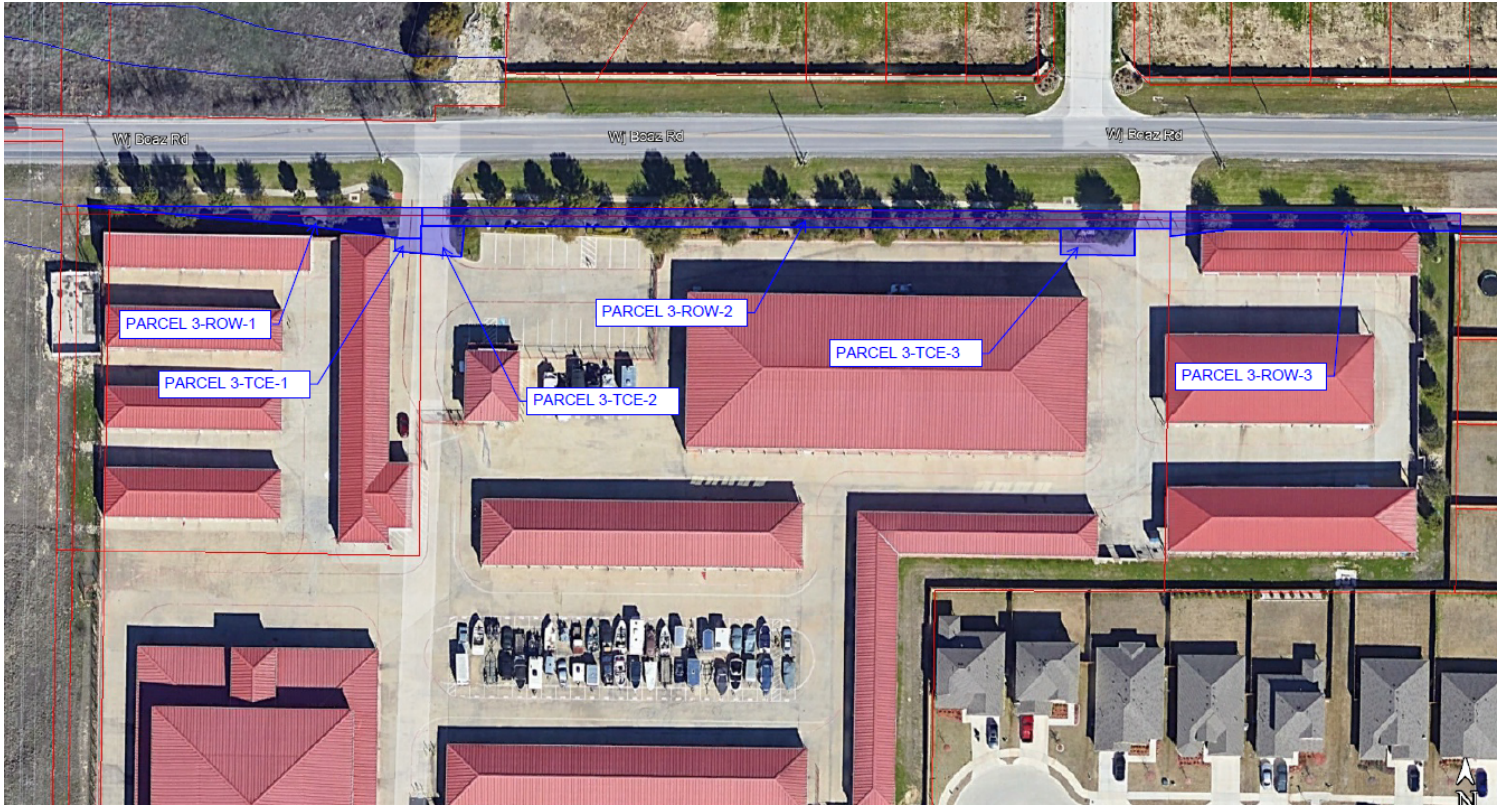 Wj Boaz Rd
Wj Boaz Rd
Wj Boaz Rd
PARCEL 3-ROW-1
PARCEL 3-ROW-2
PARCEL 3-TCE-3
PARCEL 3-TCE-1
PARCEL 3-ROW-3
PARCEL 3-TCE-2
N